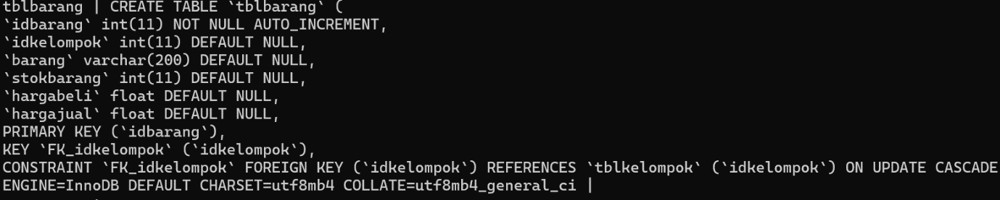 tblbarang | CREATE TABLE `tblbarang` (
`idbarang` int(11) NOT NULL AUTO_INCREMENT,
`idkelompok` int(11) DEFAULT NULL,
`barang` varchar(200) DEFAULT NULL,
`stokbarang` int(11) DEFAULT NULL,
`hargabeli` float DEFAULT NULL,
`hargajual` float DEFAULT NULL,
PRIMARY KEY (`idbarang`),
KEY `FK_idkelompok` (`idkelompok`),
CONSTRAINT `FK_idkelompok` FOREIGN KEY (`idkelompok`) REFERENCES `tblkelompok` (`idkelompok`) ON UPDATE CASCADE
ENGINE=InnoDB DEFAULT CHARSET=utf8mb4 COLLATE=utf8mb4_general_ci |